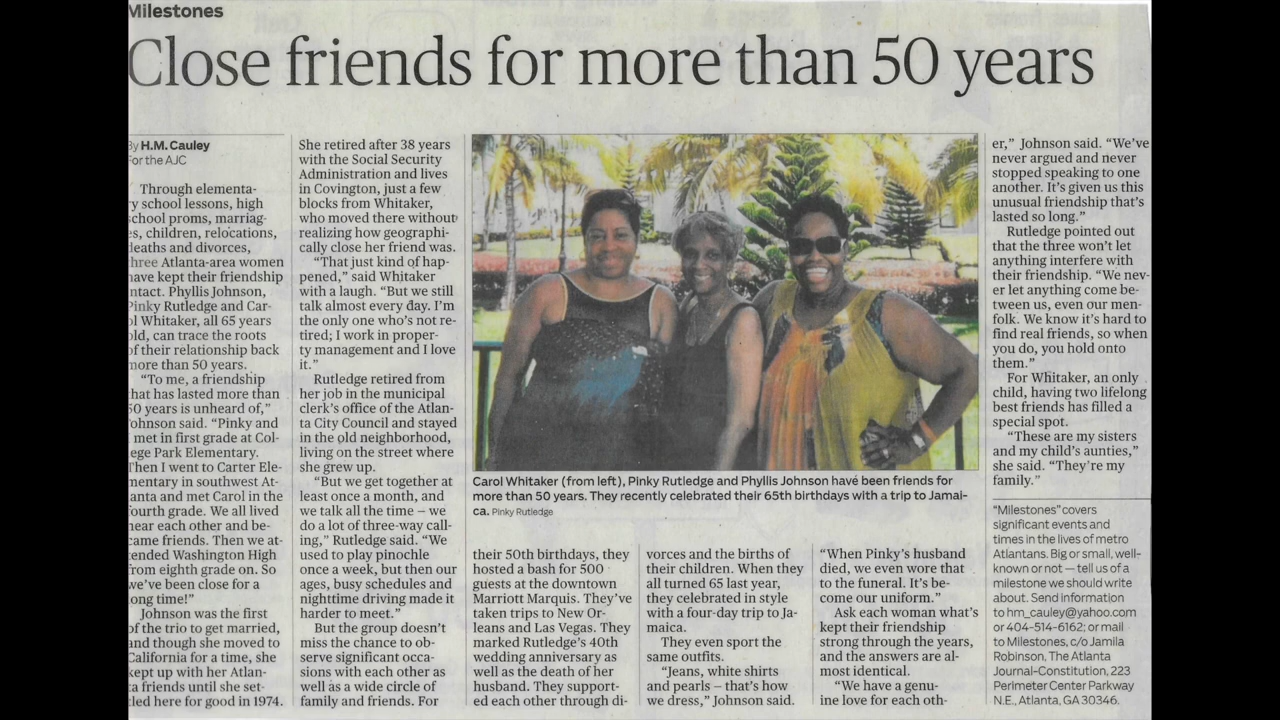 Milestones
Close friends for more than 50 years
By H.M. Cauley
For the AJC
Through elementa-
ry school lessons, high
school proms, marriag-
es, children, relocations,
deaths and divorces,
three Atlanta-area women
have kept their friendship
intact. Phyllis Johnson,
Pinky Rutledge and Car-
ol Whitaker, all 65 years
old, can trace the roots
of their relationship back
more than 50 years.
“To me, a friendship
that has lasted more than
50 years is unheard of,”
Johnson said. “Pinky and
I met in first grade at Col-
lege Park Elementary.
Then I went to Carter Ele-
mentary in southwest At-
lanta and met Carol in the
fourth grade. We all lived
near each other and be-
came friends. Then we at-
tended Washington High
from eighth grade on. So
we’ve been close for a
long time!”
Johnson was the first
of the trio to get married,
and though she moved to
California for a time, she
kept up with her Atlan-
ta friends until she set-
tled here for good in 1974.
She retired after 38 years
with the Social Security
Administration and lives
in Covington, just a few
blocks from Whitaker,
who moved there without
realizing how geographi-
cally close her friend was.
“That just kind of hap-
pened,” said Whitaker
with a laugh. “But we still
talk almost every day. I’m
the only one who’s not re-
tired; I work in proper-
ty management and I love
it.”
Rutledge retired from
her job in the municipal
clerk’s office of the Atlan-
ta City Council and stayed
in the old neighborhood,
living on the street where
she grew up.
“But we get together at
least once a month, and
we talk all the time — we
do a lot of three-way call-
ing,” Rutledge said. “We
used to play pinochle
once a week, but then our
ages, busy schedules and
nighttime driving made it
harder to meet.”
But the group doesn’t
miss the chance to ob-
serve significant occa-
sions with each other as
well as a wide circle of
family and friends. For
Carol Whitaker (from left), Pinky Rutledge and Phyllis Johnson have been friends for
more than 50 years. They recently celebrated their 65th birthdays with a trip to Jamai-
ca. Pinky Rutledge
their 50th birthdays, they
hosted a bash for 500
guests at the downtown
Marriott Marquis. They’ve
taken trips to New Or-
leans and Las Vegas. They
marked Rutledge’s 40th
wedding anniversary as
well as the death of her
husband. They support-
ed each other through di-
vorces and the births of
their children. When they
all turned 65 last year,
they celebrated in style
with a four-day trip to Ja-
maica.
They even sport the
same outfits.
“Jeans, white shirts
and pearls — that’s how
we dress,” Johnson said.
“When Pinky’s husband
died, we even wore that
to the funeral. It’s be-
come our uniform.”
Ask each woman what’s
kept their friendship
strong through the years,
and the answers are al-
most identical.
“We have a genu-
ine love for each oth-
er,” Johnson said. “We’ve
never argued and never
stopped speaking to one
another. It’s given us this
unusual friendship that’s
lasted so long.”
Rutledge pointed out
that the three won’t let
anything interfere with
their friendship. “We nev-
er let anything come be-
tween us, even our men-
folk. We know it’s hard to
find real friends, so when
you do, you hold onto
them.”
For Whitaker, an only
child, having two lifelong
best friends has filled a
special spot.
“These are my sisters
and my child’s aunties,”
she said. “They’re my
family.”
“Milestones” covers
significant events and
times in the lives of metro
Atlantans. Big or small, well-
known or not — tell us of a
milestone we should write
about. Send information
to hm_cauley@yahoo.com
or 404-514-6162; or mail
to Milestones, c/o Jamila
Robinson, The Atlanta
Journal-Constitution, 223
Perimeter Center Parkway
N.E., Atlanta, GA 30346.